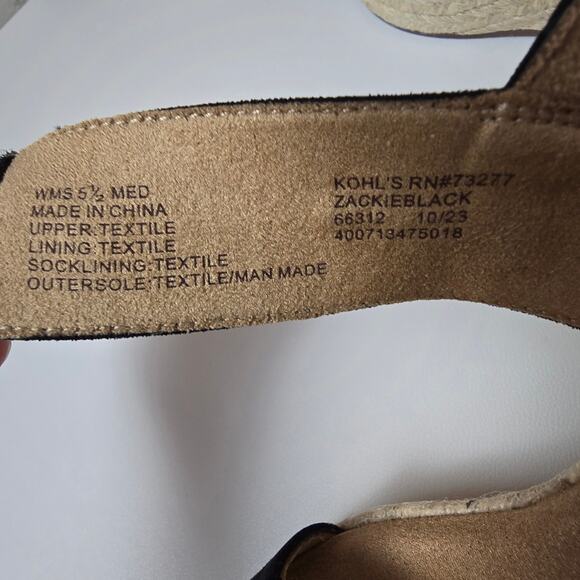 WMS 5½ MED
MADE IN CHINA
UPPER:TEXTILE
LINING:TEXTILE
SOCKLINING:TEXTILE
OUTERSOLE:TEXTILE/MAN MADE
KOHL'S RN#73277
ZACKIEBLACK
66312 10/23
400713475018